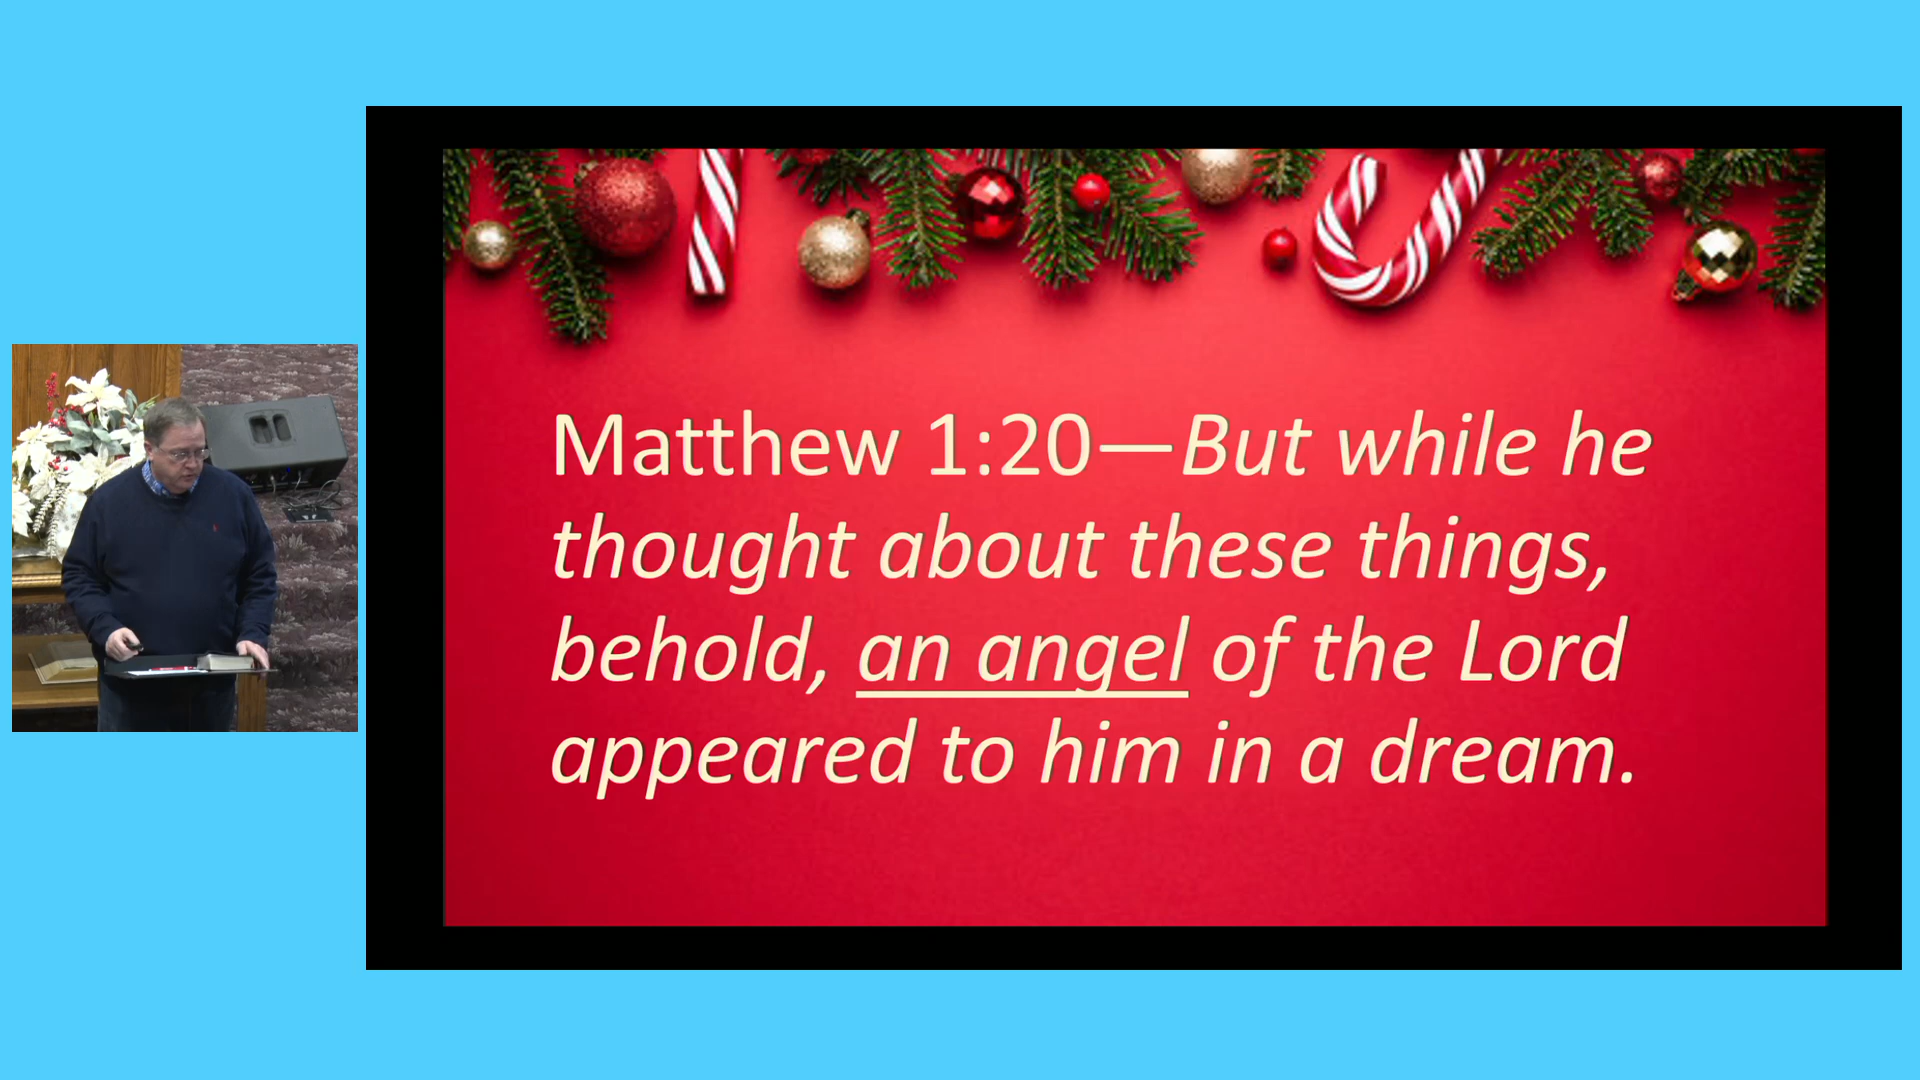 Matthew 1:20—But while he
thought about these things,
behold, an angel of the Lord
appeared to him in a dream.